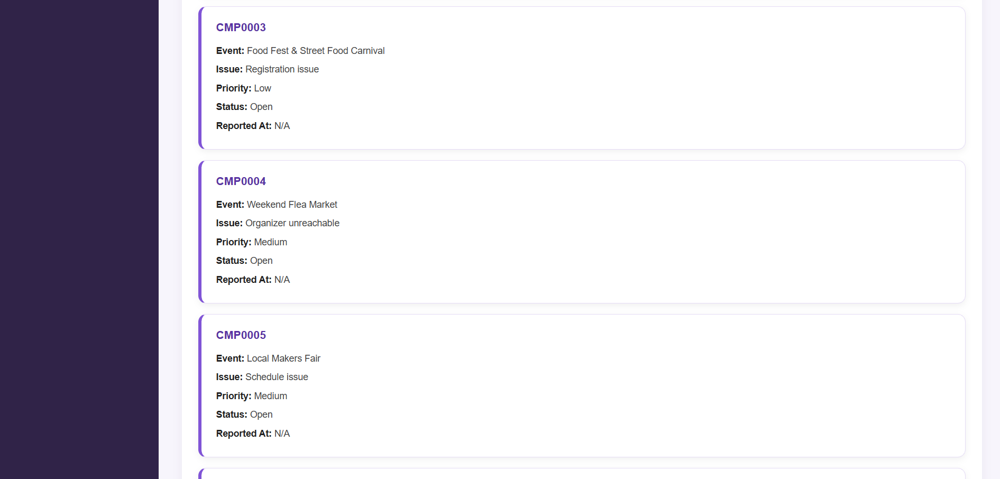 CMP0003
Event: Food Fest & Street Food Carnival
Issue: Registration issue
Priority: Low
Status: Open
Reported At: N/A
CMP0004
Event: Weekend Flea Market
Issue: Organizer unreachable
Priority: Medium
Status: Open
Reported At: N/A
CMP0005
Event: Local Makers Fair
Issue: Schedule issue
Priority: Medium
Status: Open
Reported At: N/A